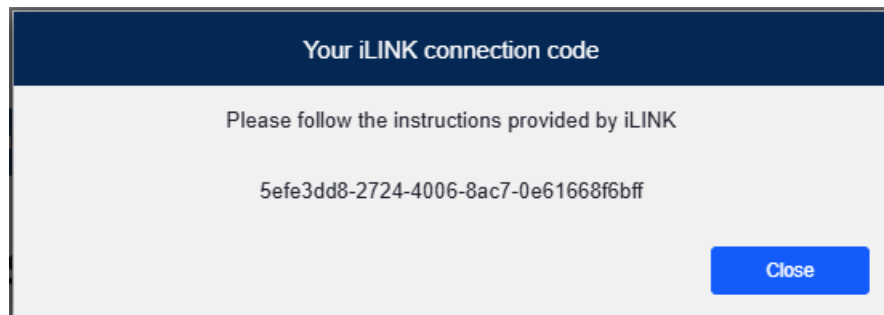 Your iLINK connection code
Please follow the instructions provided by iLINK
5efe3dd8-2724-4006-8ac7-0e61668f6bff
Close